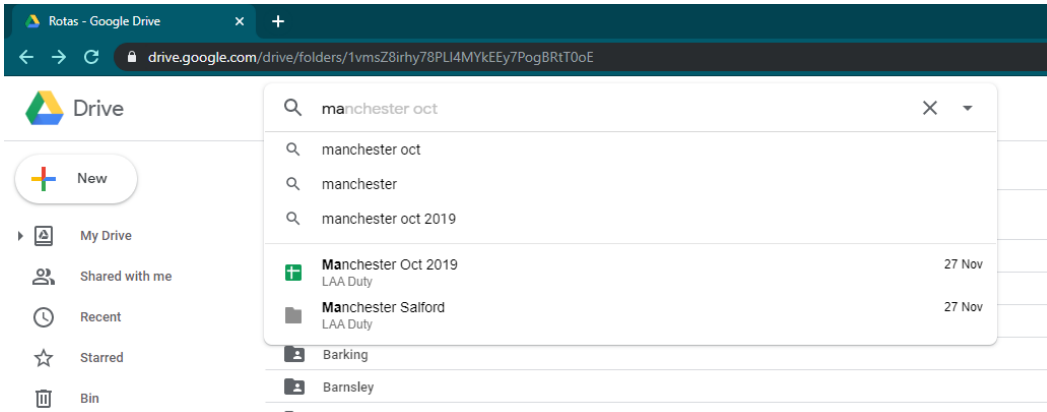 Rotas - Google Drive
drive.google.com/drive/folders/1vmsZ8irhy78PLl4MYkEEy7PogBRtT0oE
Drive
manchester oct
manchester oct
New
manchester
manchester oct 2019
My Drive
Manchester Oct 2019 27 Nov
LAA Duty
Shared with me
Manchester Salford 27 Nov
LAA Duty
Recent
Starred
Barking
Barnsley
Bin